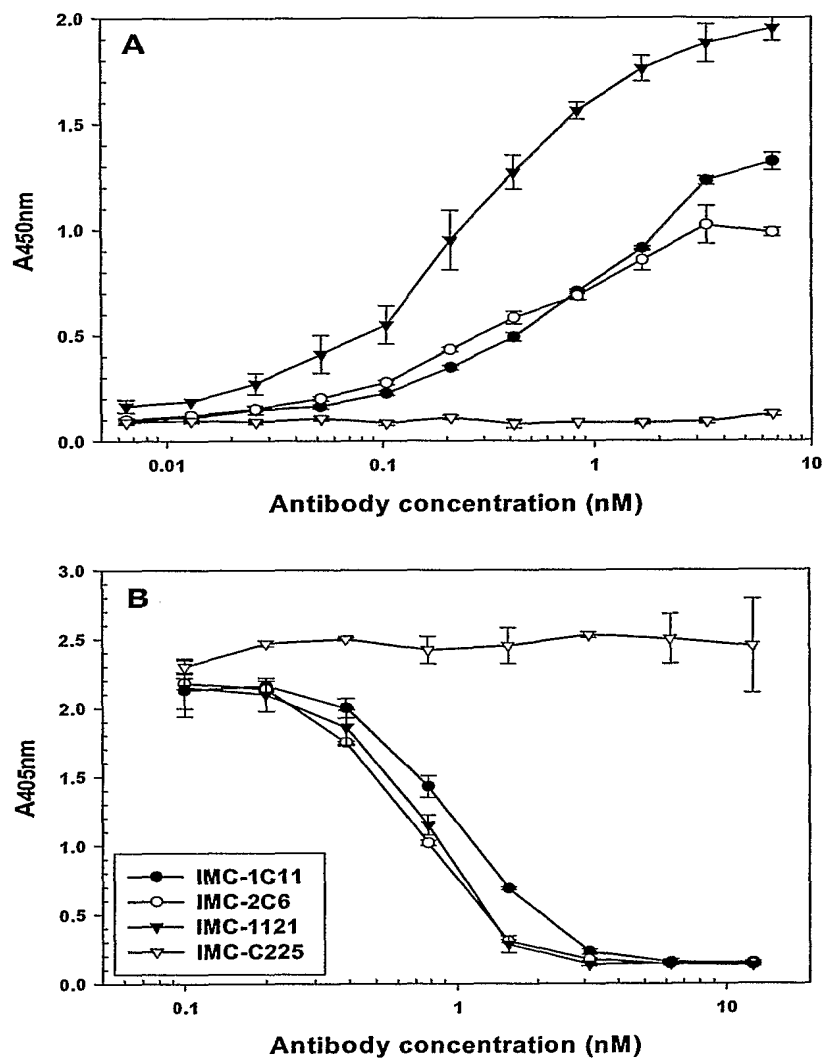 A
2.0
1.5
1.0
0.5
0.0
A450nm
0.01 0.1 1 10
Antibody concentration (nM)
B
3.0
2.5
2.0
1.5
1.0
0.5
0.0
A405nm
IMC-1C11
IMC-2C6
IMC-1121
IMC-C225
0.1 1 10
Antibody concentration (nM)